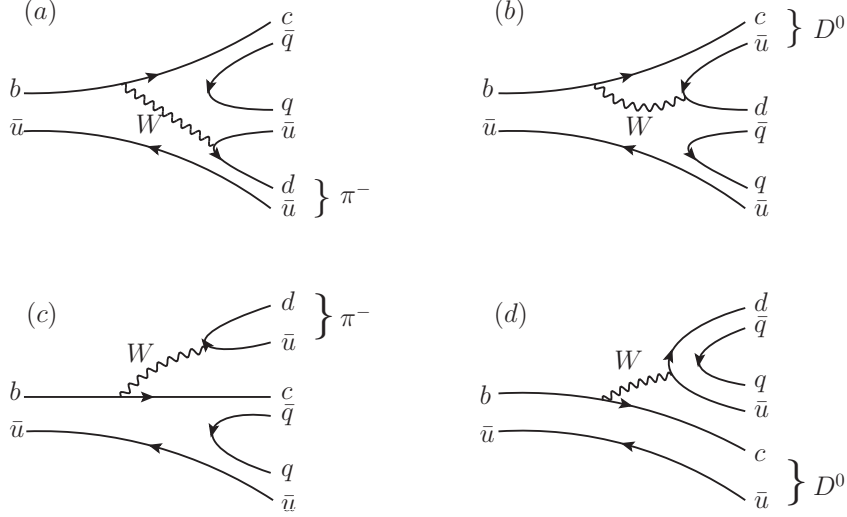 (a)
c
q̄
b
ū
W
q
ū
d
ū
} π⁻
(b)
c
ū
} D⁰
b
ū
W
d
q̄
q
ū
(c)
d
ū
} π⁻
W
b
c
q̄
ū
q
ū
(d)
d
q̄
W
b
q
ū
ū
c
ū
} D⁰